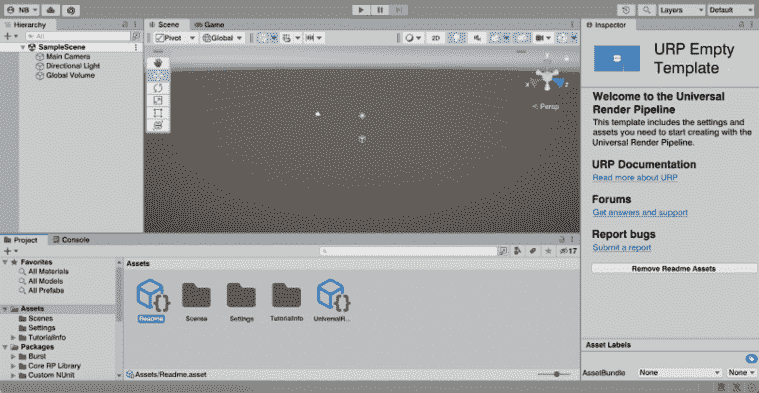 NB
Layers
Default
Hierarchy
Scene
Game
Inspector
All
Pivot
Global
2D
SampleScene
Main Camera
Directional Light
Global Volume
x
z
Persp
URP Empty
Template
Welcome to the Universal
Render Pipeline
This template includes the settings and
assets you need to start creating with the
Universal Render Pipeline.
URP Documentation
Read more about URP
Forums
Get answers and support
Report bugs
Submit a report
Remove Readme Assets
Project
Console
17
Favorites
All Materials
All Models
All Prefabs
Assets
Scenes
Settings
TutorialInfo
Packages
Burst
Core RP Library
Custom NUnit
Assets
Readme
Scenes
Settings
TutorialInfo
UniversalR...
Assets/Readme.asset
Asset Labels
AssetBundle
None
None